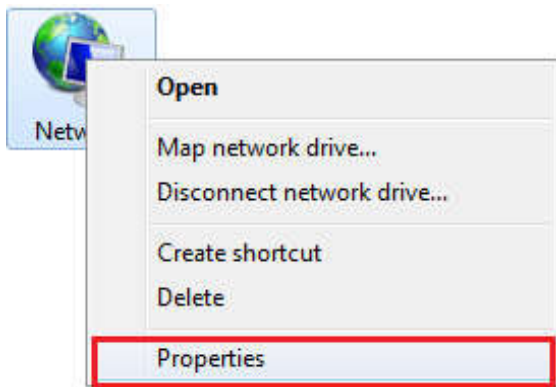 Netw
Open
Map network drive...
Disconnect network drive...
Create shortcut
Delete
Properties